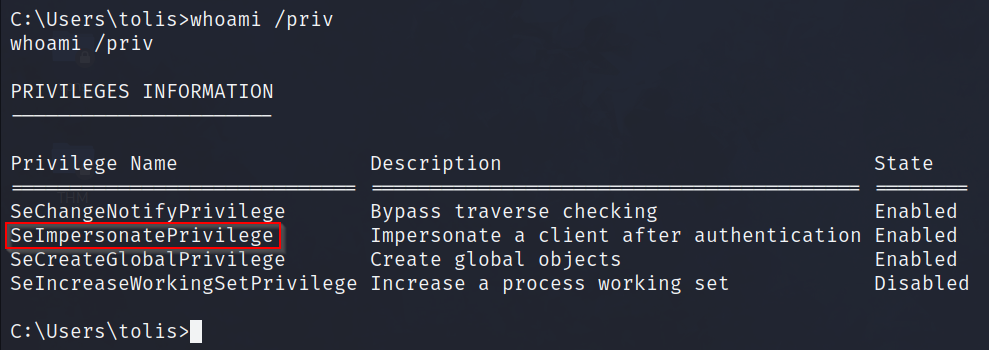 C:\Users\tolis>whoami /priv
whoami /priv
PRIVILEGES INFORMATION
----------------------
Privilege Name Description State
============================= ========================================= ========
SeChangeNotifyPrivilege Bypass traverse checking Enabled
SeImpersonatePrivilege Impersonate a client after authentication Enabled
SeCreateGlobalPrivilege Create global objects Enabled
SeIncreaseWorkingSetPrivilege Increase a process working set Disabled
C:\Users\tolis>